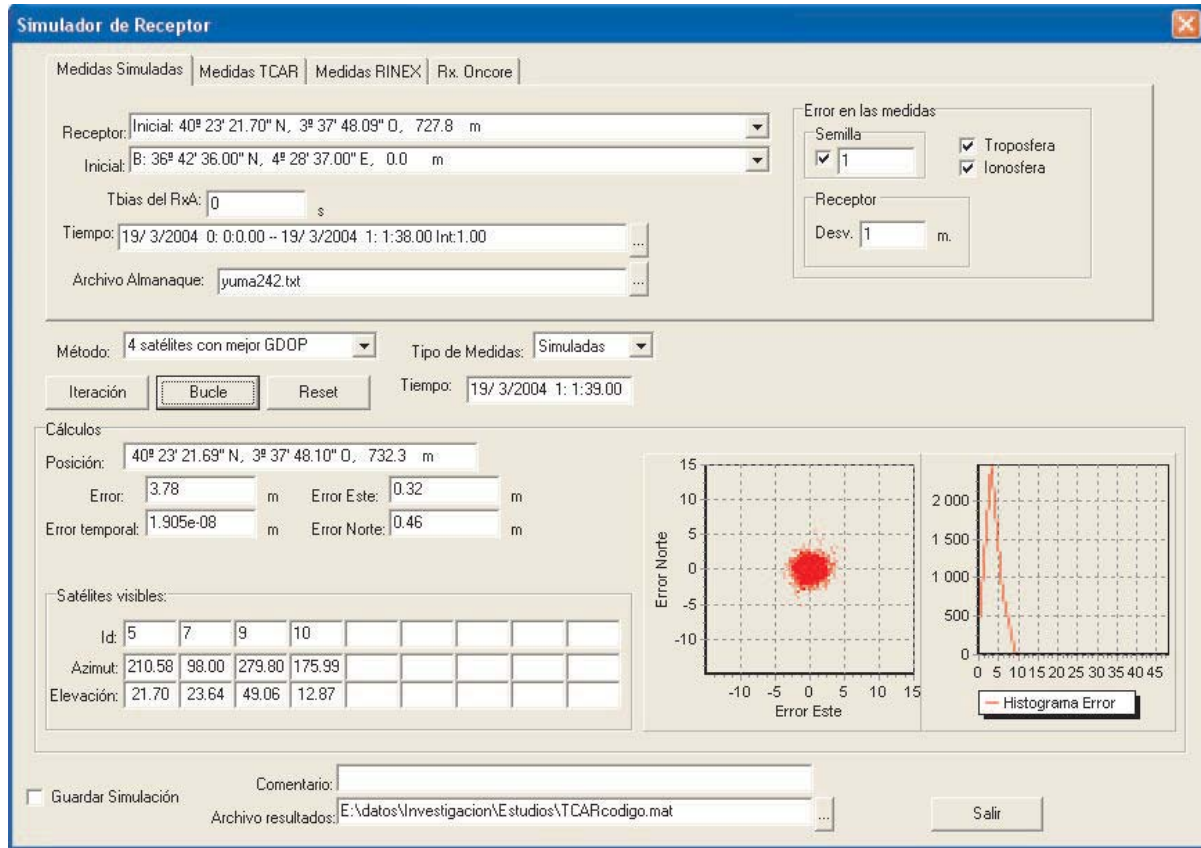 Simulador de Receptor
Medidas Simuladas Medidas TCAR Medidas RINEX Rx. Oncore
Receptor: Inicial: 40º 23' 21.70" N, 3º 37' 48.09" O, 727.8 m
Inicial: B: 36º 42' 36.00" N, 4º 28' 37.00" E, 0.0 m
Tbias del RxA: 0 s
Tiempo: 19/ 3/2004 0: 0:0.00 -- 19/ 3/2004 1: 1:38.00 Int:1.00 ...
Archivo Almanaque: yuma242.txt ...
Error en las medidas
Semilla
1
Troposfera
Ionosfera
Receptor
Desv. 1 m.
Método: 4 satélites con mejor GDOP
Tipo de Medidas: Simuladas
Iteración Bucle Reset
Tiempo: 19/ 3/2004 1: 1:39.00
Cálculos
Posición: 40º 23' 21.69" N, 3º 37' 48.10" O, 732.3 m
Error: 3.78 m Error Este: 0.32 m
Error temporal: 1.905e-08 m Error Norte: 0.46 m
Satélites visibles:
Id: 5 7 9 10
Azimut: 210.58 98.00 279.80 175.99
Elevación: 21.70 23.64 49.06 12.87
Error Norte
15
10
5
0
-5
-10
-10 -5 0 5 10 15
Error Este
2 000
1 500
1 000
500
0
0 5 10 15 20 25 30 35 40 45
Histograma Error
Guardar Simulación
Comentario:
Archivo resultados: E:\datos\Investigacion\Estudios\TCARcodigo.mat ...
Salir